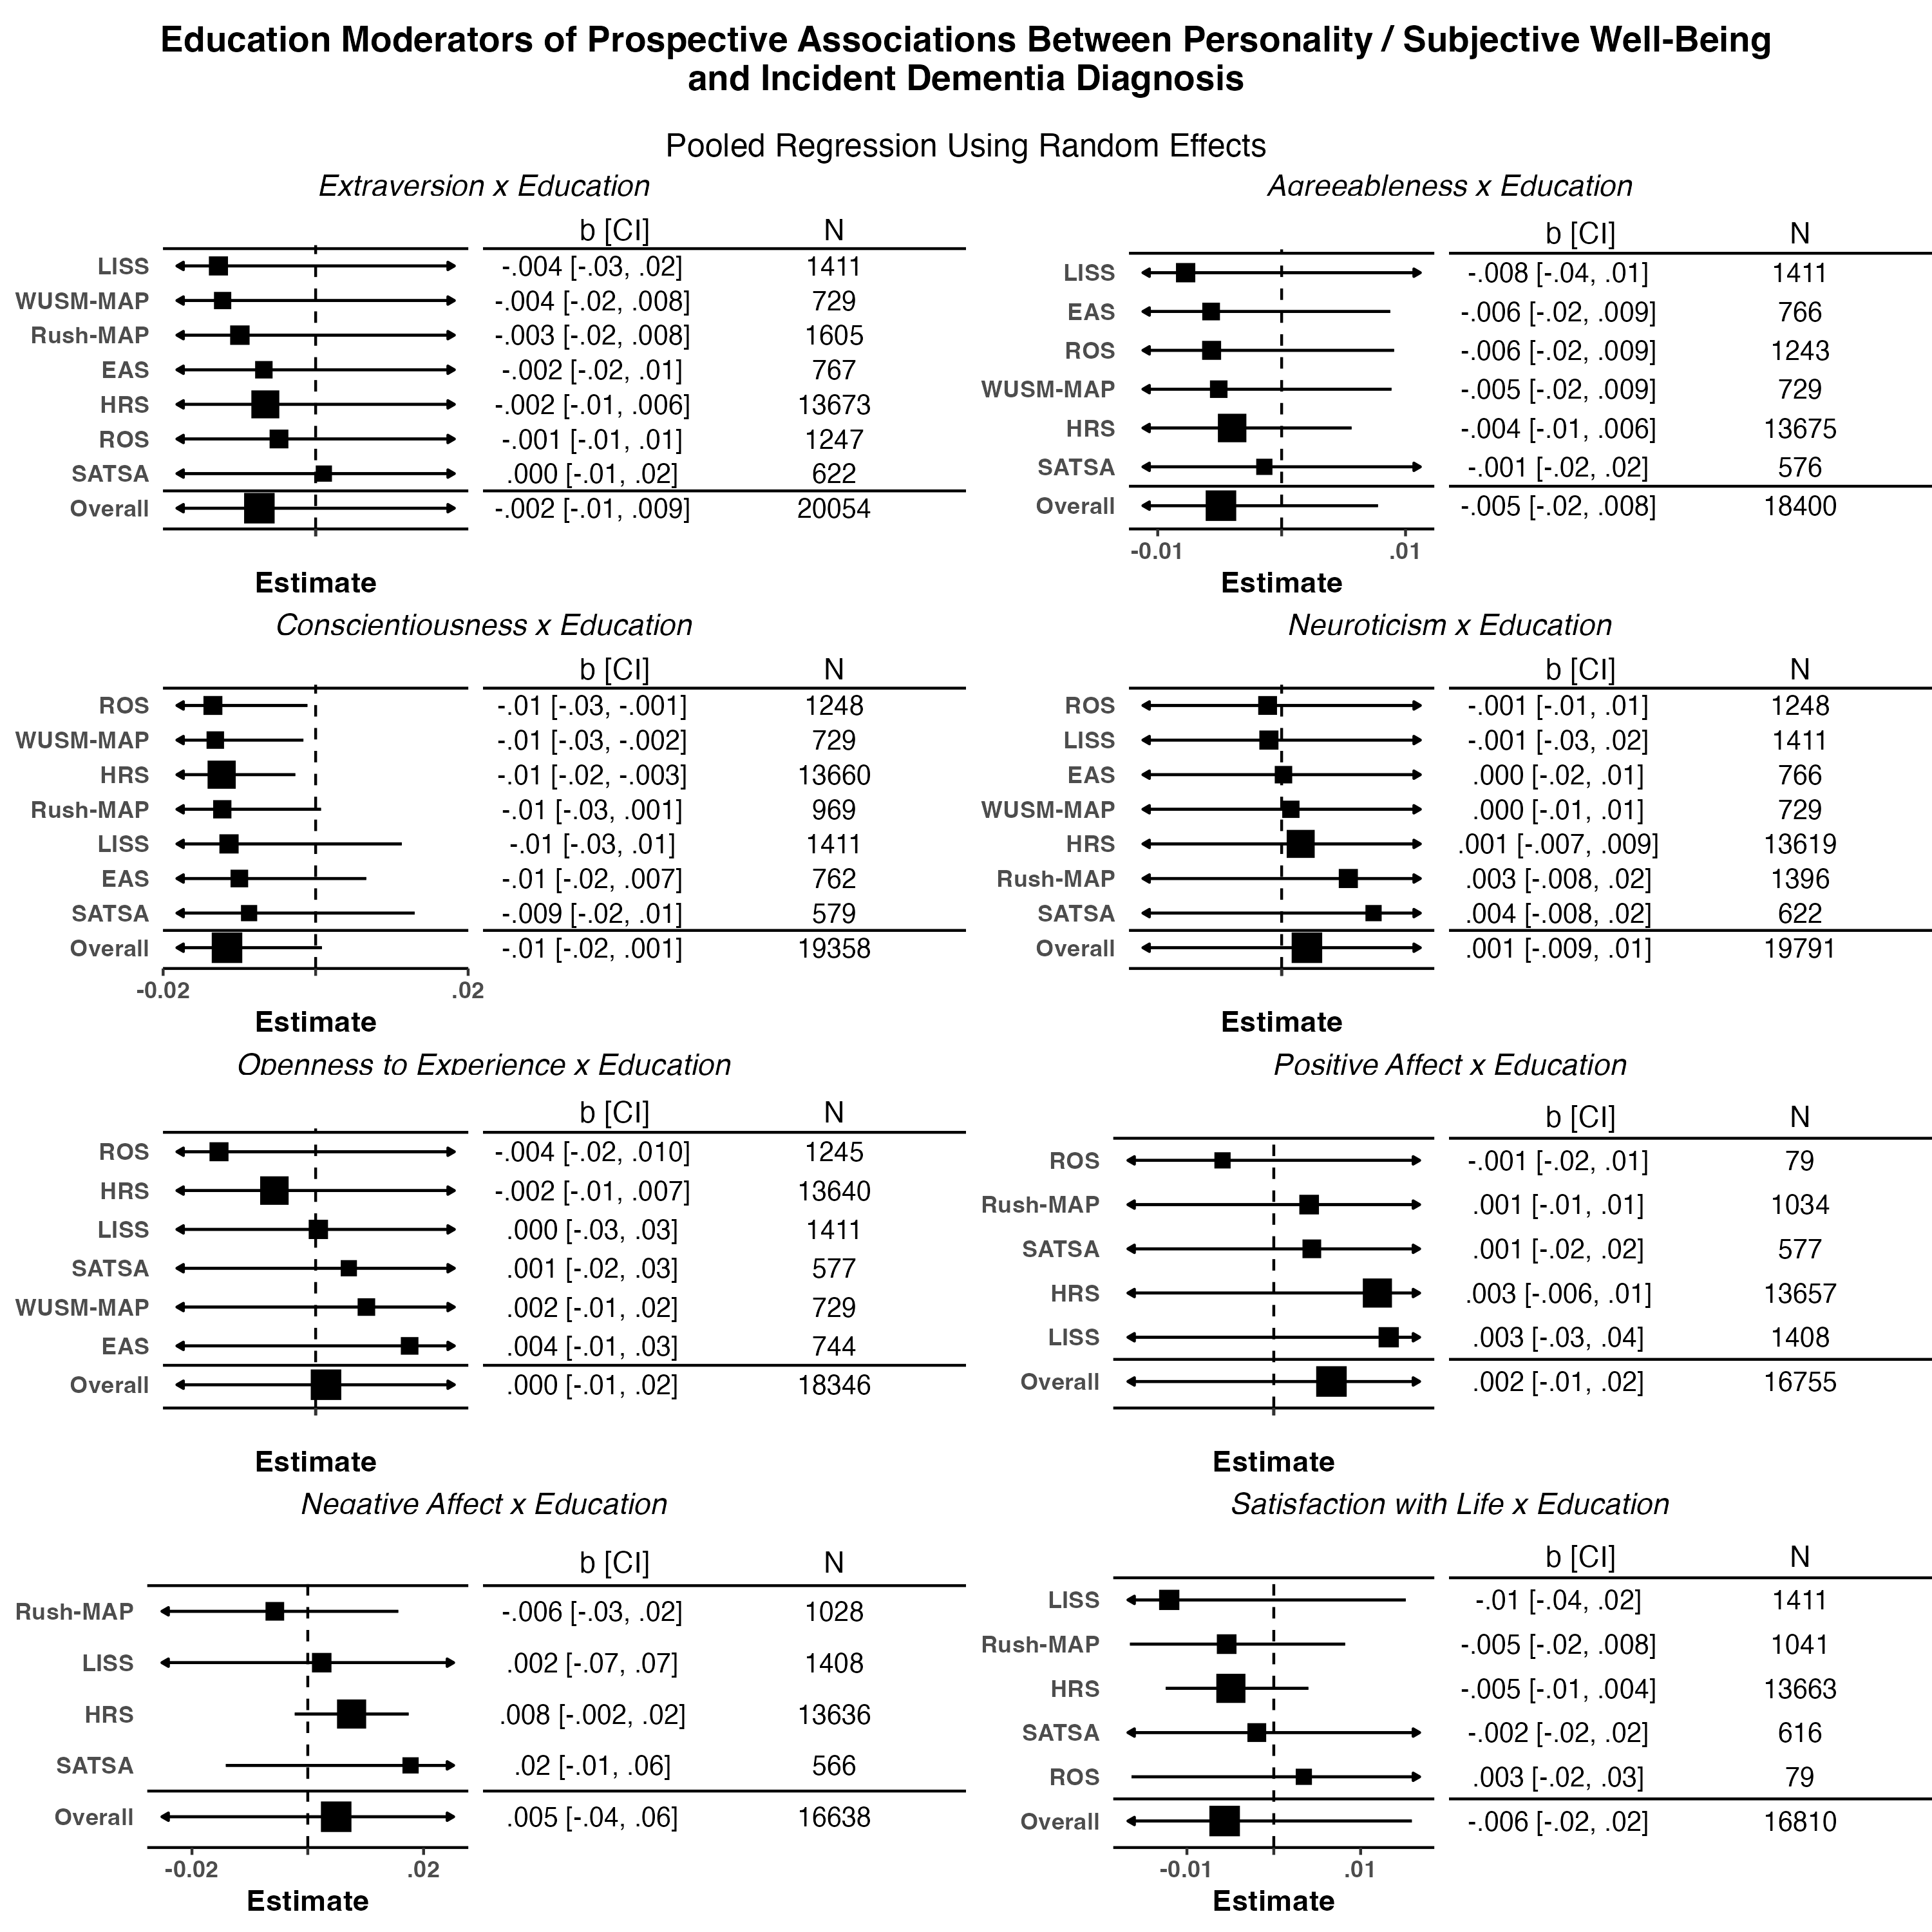 Education Moderators of Prospective Associations Between Personality / Subjective Well-Being
and Incident Dementia Diagnosis
Pooled Regression Using Random Effects
Extraversion x Education
b [CI] N
LISS -.004 [-.03, .02] 1411
WUSM-MAP -.004 [-.02, .008] 729
Rush-MAP -.003 [-.02, .008] 1605
EAS -.002 [-.02, .01] 767
HRS -.002 [-.01, .006] 13673
ROS -.001 [-.01, .01] 1247
SATSA .000 [-.01, .02] 622
Overall -.002 [-.01, .009] 20054
Estimate
Agreeableness x Education
b [CI] N
LISS -.008 [-.04, .01] 1411
EAS -.006 [-.02, .009] 766
ROS -.006 [-.02, .009] 1243
WUSM-MAP -.005 [-.02, .009] 729
HRS -.004 [-.01, .006] 13675
SATSA -.001 [-.02, .02] 576
Overall -.005 [-.02, .008] 18400
-0.01 .01
Estimate
Conscientiousness x Education
b [CI] N
ROS -.01 [-.03, -.001] 1248
WUSM-MAP -.01 [-.03, -.002] 729
HRS -.01 [-.02, -.003] 13660
Rush-MAP -.01 [-.03, .001] 969
LISS -.01 [-.03, .01] 1411
EAS -.01 [-.02, .007] 762
SATSA -.009 [-.02, .01] 579
Overall -.01 [-.02, .001] 19358
-0.02 .02
Estimate
Neuroticism x Education
b [CI] N
ROS -.001 [-.01, .01] 1248
LISS -.001 [-.03, .02] 1411
EAS .000 [-.02, .01] 766
WUSM-MAP .000 [-.01, .01] 729
HRS .001 [-.007, .009] 13619
Rush-MAP .003 [-.008, .02] 1396
SATSA .004 [-.008, .02] 622
Overall .001 [-.009, .01] 19791
Estimate
Openness to Experience x Education
b [CI] N
ROS -.004 [-.02, .010] 1245
HRS -.002 [-.01, .007] 13640
LISS .000 [-.03, .03] 1411
SATSA .001 [-.02, .03] 577
WUSM-MAP .002 [-.01, .02] 729
EAS .004 [-.01, .03] 744
Overall .000 [-.01, .02] 18346
Estimate
Positive Affect x Education
b [CI] N
ROS -.001 [-.02, .01] 79
Rush-MAP .001 [-.01, .01] 1034
SATSA .001 [-.02, .02] 577
HRS .003 [-.006, .01] 13657
LISS .003 [-.03, .04] 1408
Overall .002 [-.01, .02] 16755
Estimate
Negative Affect x Education
b [CI] N
Rush-MAP -.006 [-.03, .02] 1028
LISS .002 [-.07, .07] 1408
HRS .008 [-.002, .02] 13636
SATSA .02 [-.01, .06] 566
Overall .005 [-.04, .06] 16638
-0.02 .02
Estimate
Satisfaction with Life x Education
b [CI] N
LISS -.01 [-.04, .02] 1411
Rush-MAP -.005 [-.02, .008] 1041
HRS -.005 [-.01, .004] 13663
SATSA -.002 [-.02, .02] 616
ROS .003 [-.02, .03] 79
Overall -.006 [-.02, .02] 16810
-0.01 .01
Estimate